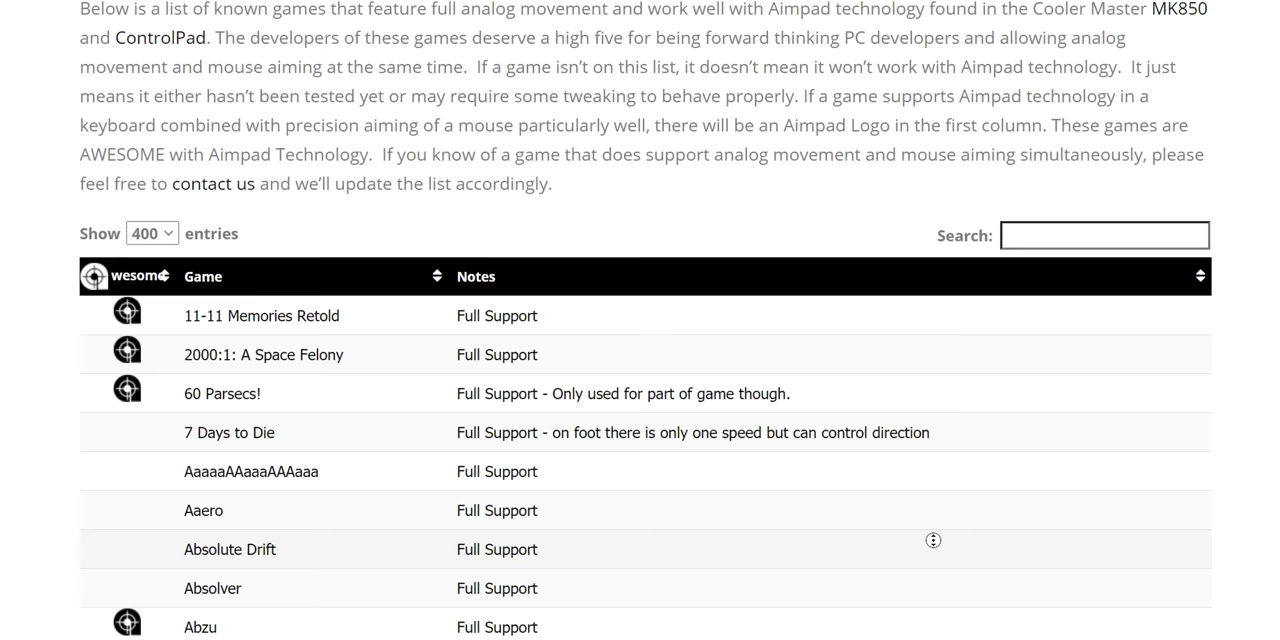 Below is a list of known games that feature full analog movement and work well with Aimpad technology found in the Cooler Master MK850
and ControlPad. The developers of these games deserve a high five for being forward thinking PC developers and allowing analog
movement and mouse aiming at the same time.  If a game isn't on this list, it doesn't mean it won't work with Aimpad technology.  It just
means it either hasn't been tested yet or may require some tweaking to behave properly. If a game supports Aimpad technology in a
keyboard combined with precision aiming of a mouse particularly well, there will be an Aimpad Logo in the first column. These games are
AWESOME with Aimpad Technology.  If you know of a game that does support analog movement and mouse aiming simultaneously, please
feel free to contact us and we'll update the list accordingly.
Show 400 entries Search:
wesome Game Notes
11-11 Memories Retold Full Support
2000:1: A Space Felony Full Support
60 Parsecs! Full Support - Only used for part of game though.
7 Days to Die Full Support - on foot there is only one speed but can control direction
AaaaaAAaaaAAAaaa Full Support
Aaero Full Support
Absolute Drift Full Support
Absolver Full Support
Abzu Full Support